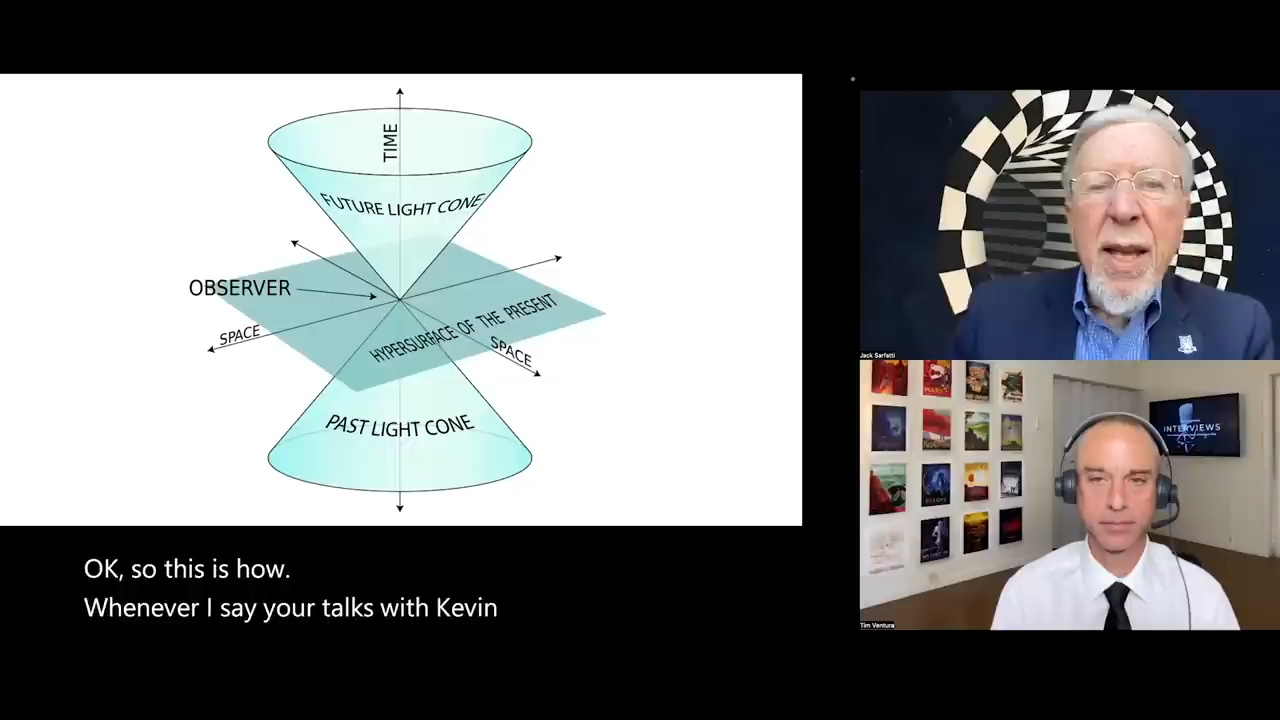 TIME
FUTURE LIGHT CONE
OBSERVER
SPACE
HYPERSURFACE OF THE PRESENT
SPACE
PAST LIGHT CONE
OK, so this is how.
Whenever I say your talks with Kevin
Jack Sarfatti
INTERVIEWS
Tim Ventura